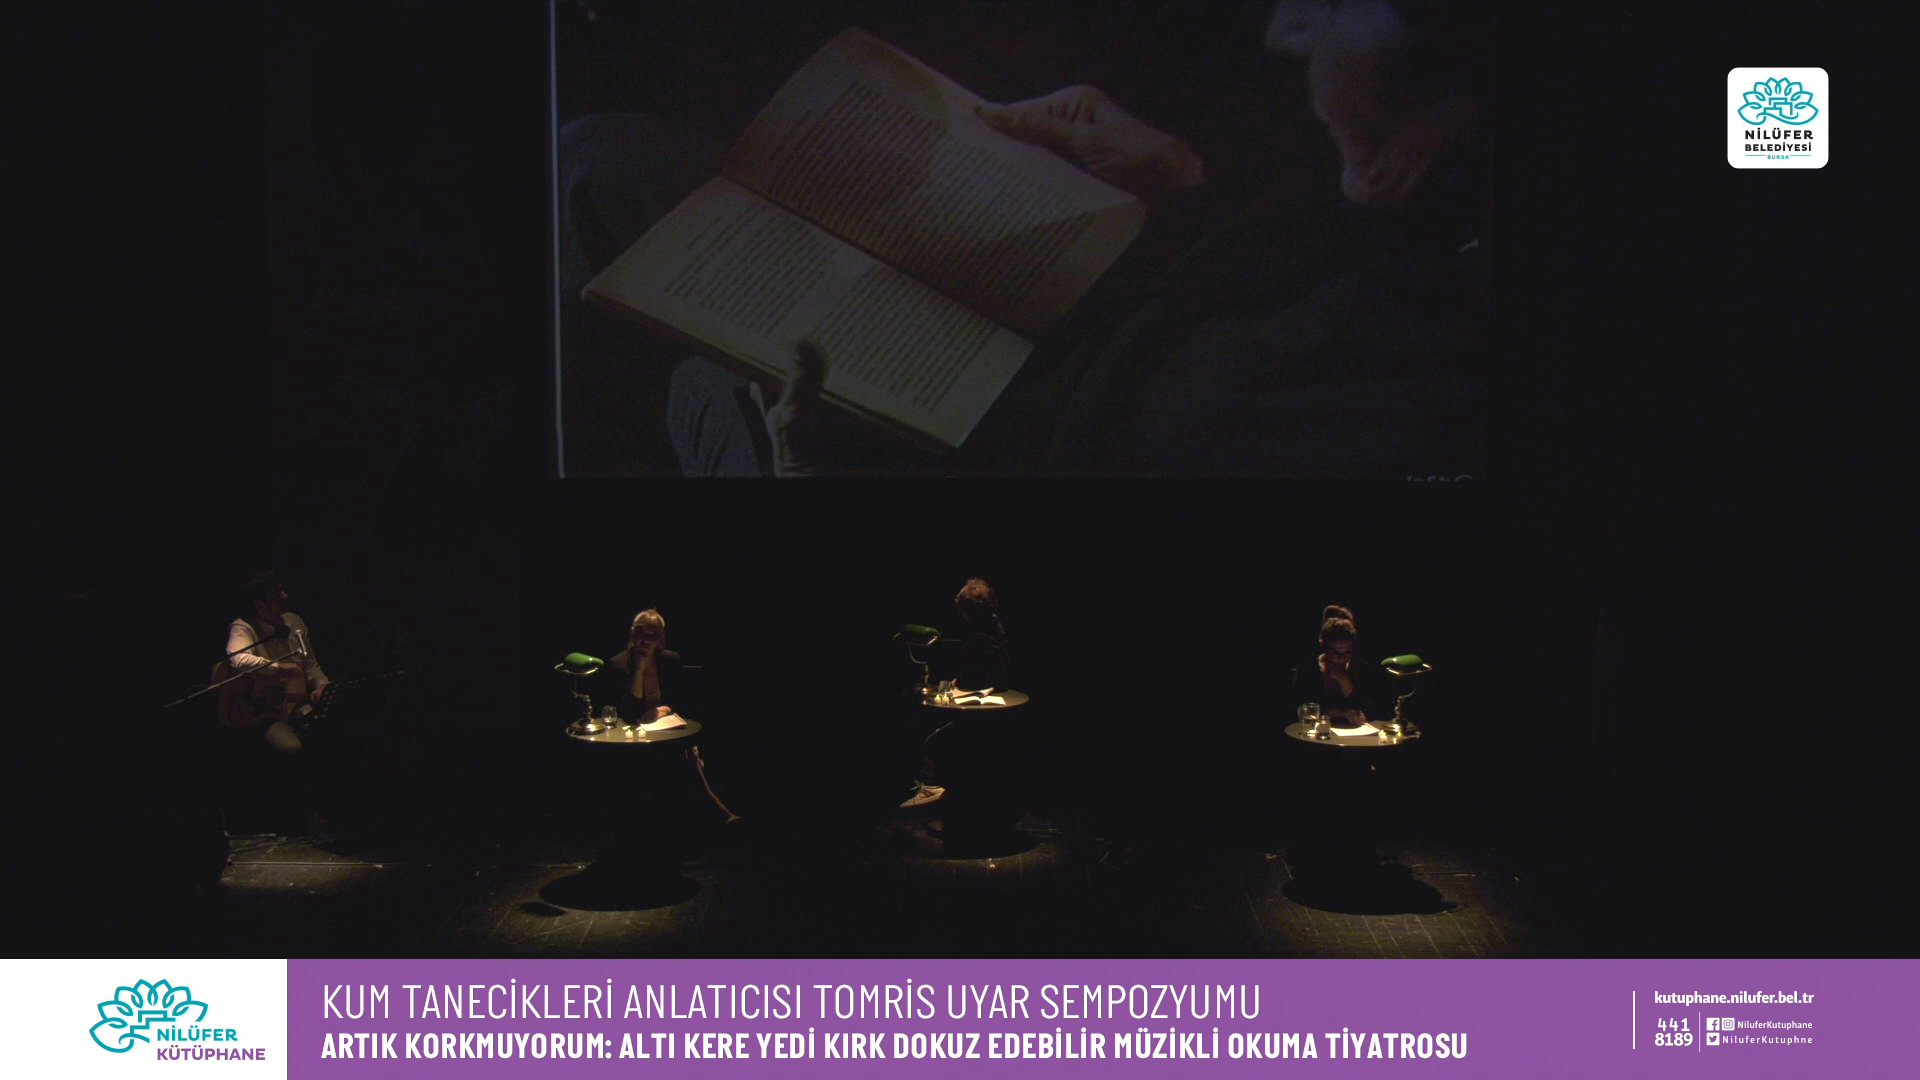 NİLÜFER
BELEDİYESİ
BURSA
NİLÜFER
KÜTÜPHANE
KUM TANECİKLERİ ANLATICISI TOMRİS UYAR SEMPOZYUMU
ARTIK KORKMUYORUM: ALTI KERE YEDİ KIRK DOKUZ EDEBİLİR MÜZİKLİ OKUMA TİYATROSU
kutuphane.nilufer.bel.tr
441
8189
NiluferKutuphane
NiluferKutuphne